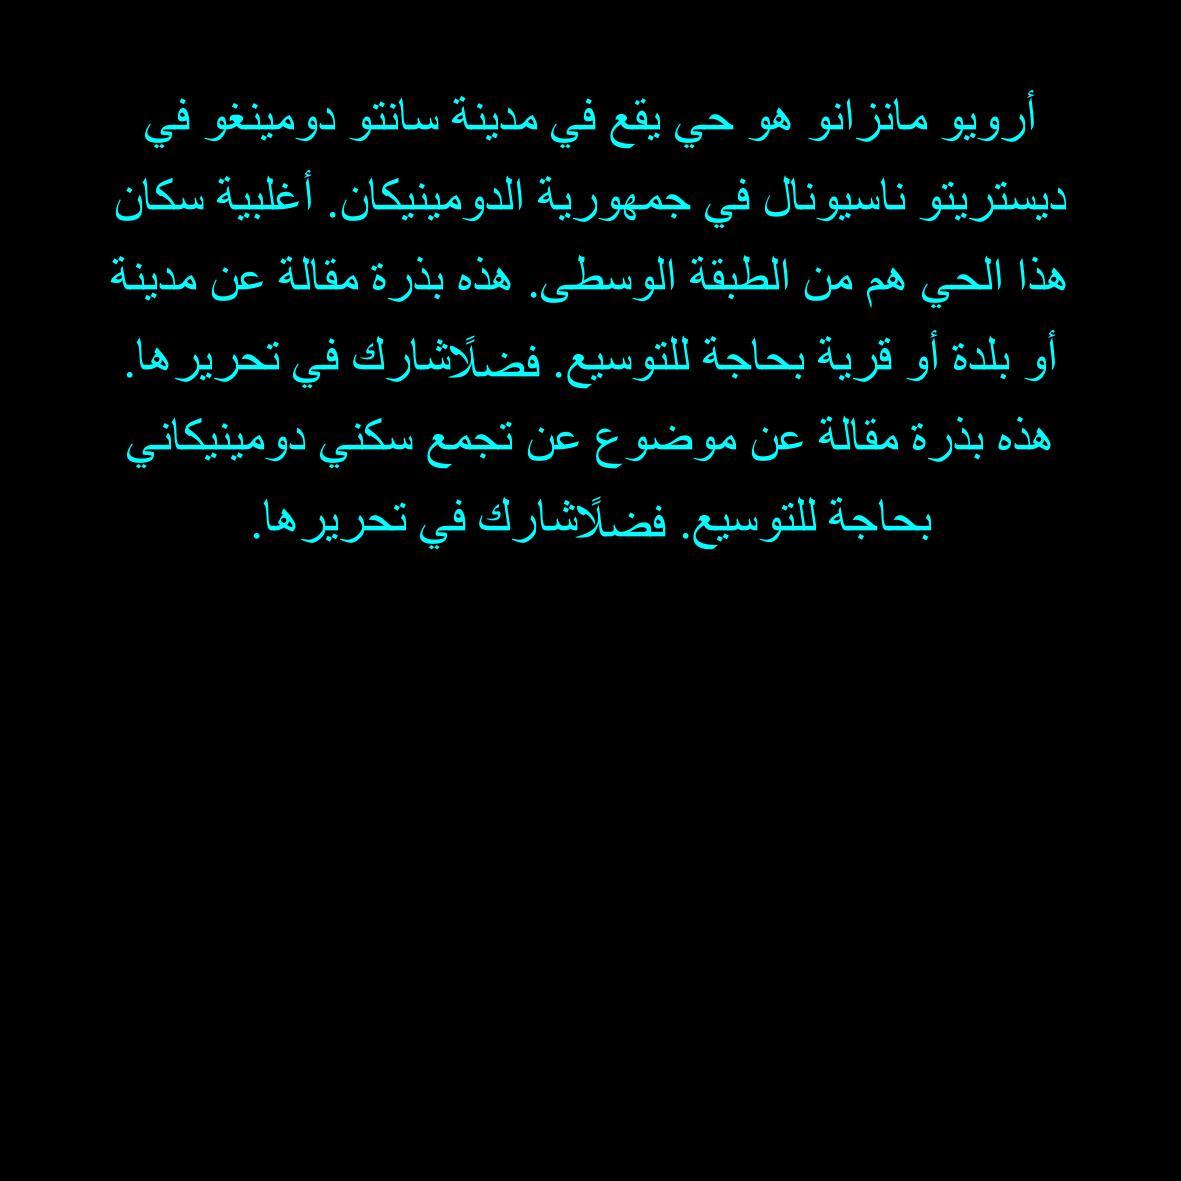 أرويو مانزانو هو حي يقع في مدينة سانتو دومينغو في
ديستريتو ناسيونال في جمهورية الدومينيكان. أغلبية سكان
هذا الحي هم من الطبقة الوسطى. هذه بذرة مقالة عن مدينة
أو بلدة أو قرية بحاجة للتوسيع. فضلًاشارك في تحريرها.
هذه بذرة مقالة عن موضوع عن تجمع سكني دومينيكاني
بحاجة للتوسيع. فضلًاشارك في تحريرها.